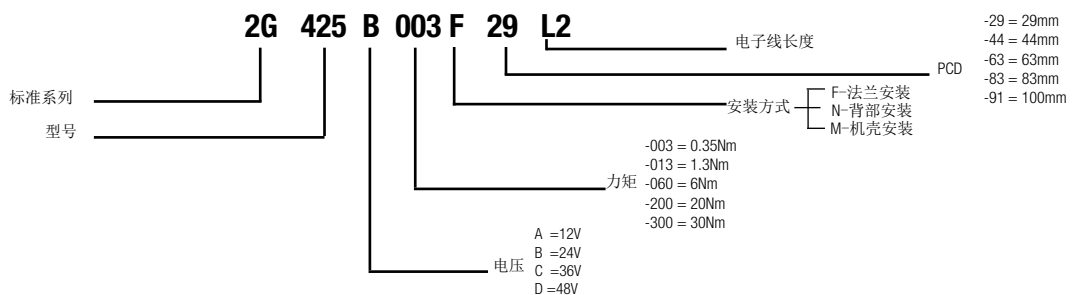 2G 425 B 003 F 29 L2
电子线长度
PCD
-29 = 29mm
-44 = 44mm
-63 = 63mm
-83 = 83mm
-91 = 100mm
标准系列
安装方式
F-法兰安装
N-背部安装
M-机壳安装
型号
力矩
-003 = 0.35Nm
-013 = 1.3Nm
-060 = 6Nm
-200 = 20Nm
-300 = 30Nm
电压
A =12V
B =24V
C =36V
D =48V